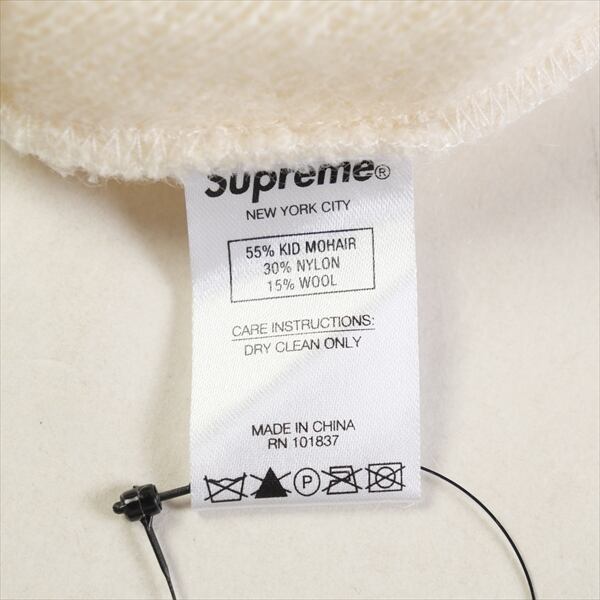 Supreme®
NEW YORK CITY
55% KID MOHAIR
30% NYLON
15% WOOL
CARE INSTRUCTIONS:
DRY CLEAN ONLY
MADE IN CHINA
RN 101837
P